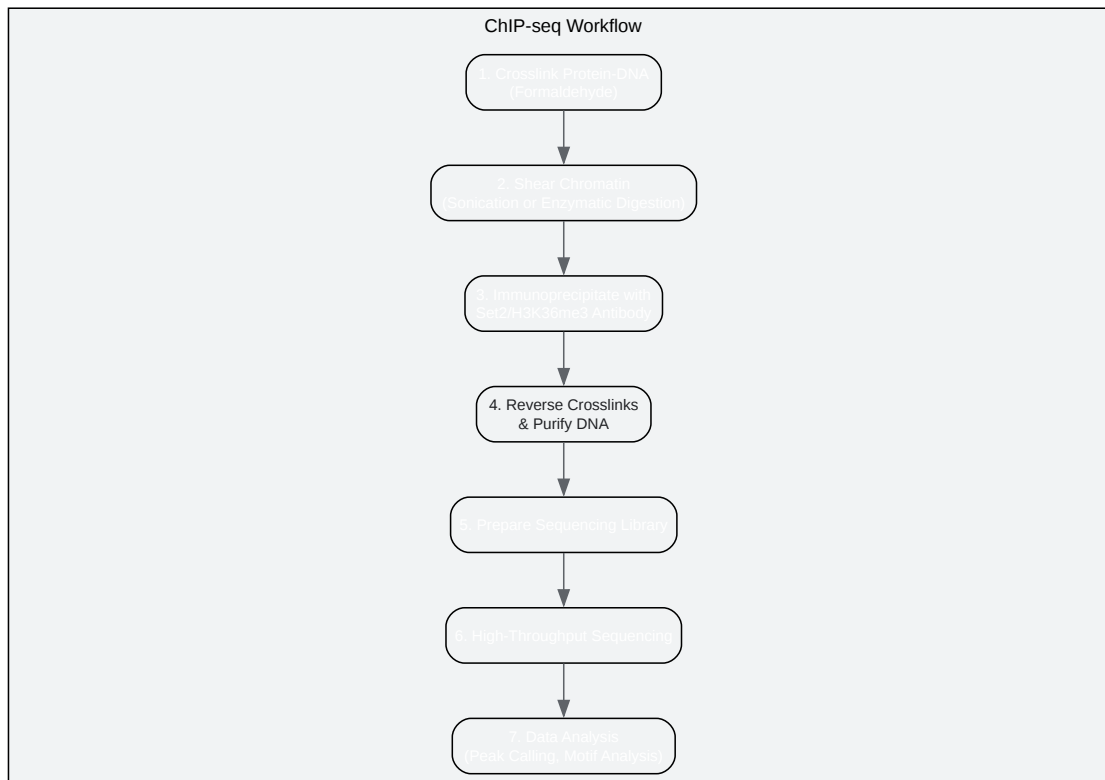 ChIP-seq Workflow
1. Crosslink Protein-DNA
(Formaldehyde)
2. Shear Chromatin
(Sonication or Enzymatic Digestion)
3. Immunoprecipitate with
Set2/H3K36me3 Antibody
4. Reverse Crosslinks
& Purify DNA
5. Prepare Sequencing Library
6. High-Throughput Sequencing
7. Data Analysis
(Peak Calling, Motif Analysis)